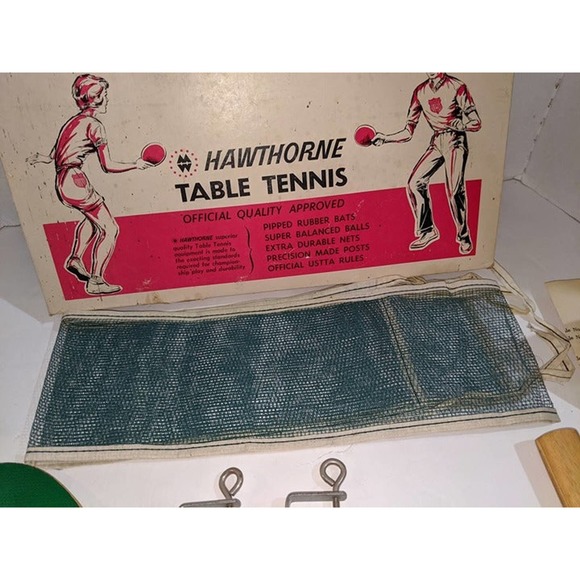 HAWTHORNE
TABLE TENNIS
OFFICIAL QUALITY APPROVED
HAWTHORNE superior
quality Table Tennis
equipment is made to
the exacting standards
required for champion-
ship play and durability
PIPPED RUBBER BATS
SUPER BALANCED BALLS
EXTRA DURABLE NETS
PRECISION MADE POSTS
OFFICIAL USTTA RULES